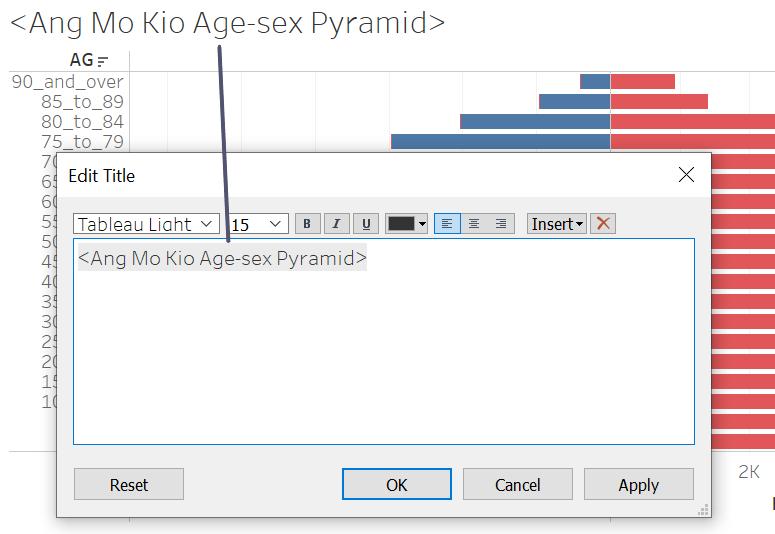 <Ang Mo Kio Age-sex Pyramid>
AG
90_and_over
85_to_89
80_to_84
75_to_79
70
65
60
55
50
45
40
35
30
25
20
15
10
Edit Title
Tableau Light 15 B I U Insert
<Ang Mo Kio Age-sex Pyramid>
Reset OK Cancel Apply
2K